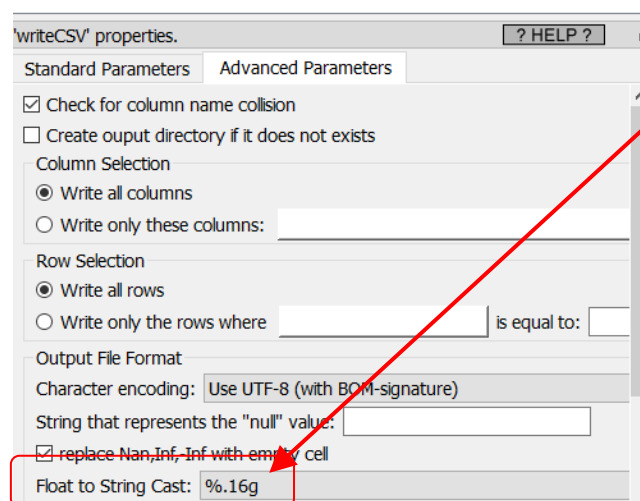 'writeCSV' properties. ? HELP ?
Standard Parameters Advanced Parameters
Check for column name collision
Create ouput directory if it does not exists
Column Selection
Write all columns
Write only these columns:
Row Selection
Write all rows
Write only the rows where is equal to:
Output File Format
Character encoding: Use UTF-8 (with BOM-signature)
String that represents the "null" value:
replace Nan,Inf,-Inf with empty cell
Float to String Cast: %.16g